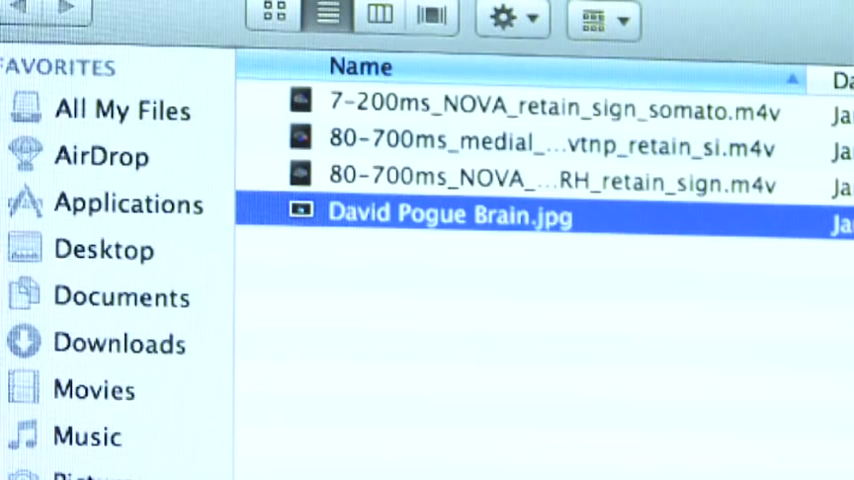 FAVORITES
All My Files
AirDrop
Applications
Desktop
Documents
Downloads
Movies
Music
Name
7-200ms_NOVA_retain_sign_somato.m4v
80-700ms_medial_...vtnp_retain_si.m4v
80-700ms_NOVA_...RH_retain_sign.m4v
David Pogue Brain.jpg